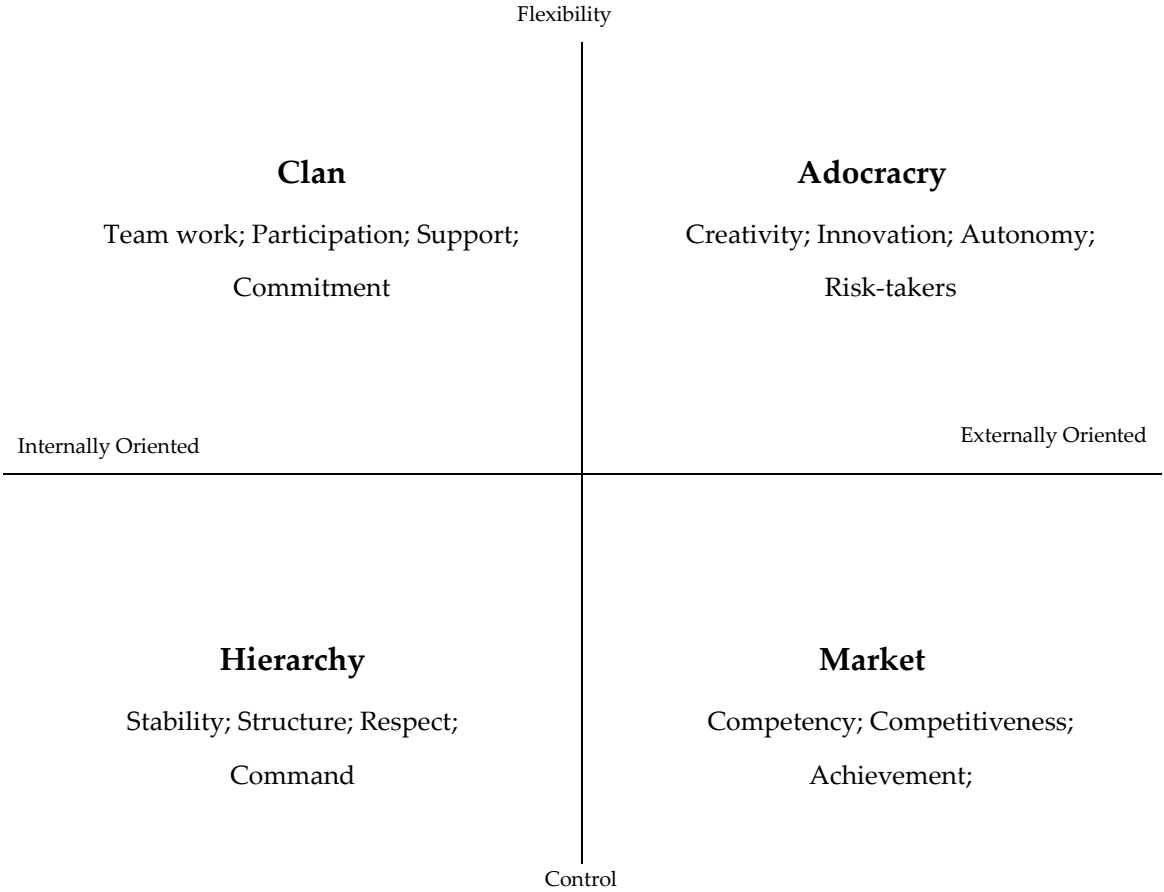 Flexibility
Clan
Adocracry
Team work; Participation; Support;
Commitment
Creativity; Innovation; Autonomy;
Risk-takers
Internally Oriented
Externally Oriented
Hierarchy
Market
Stability; Structure; Respect;
Command
Competency; Competitiveness;
Achievement;
Control